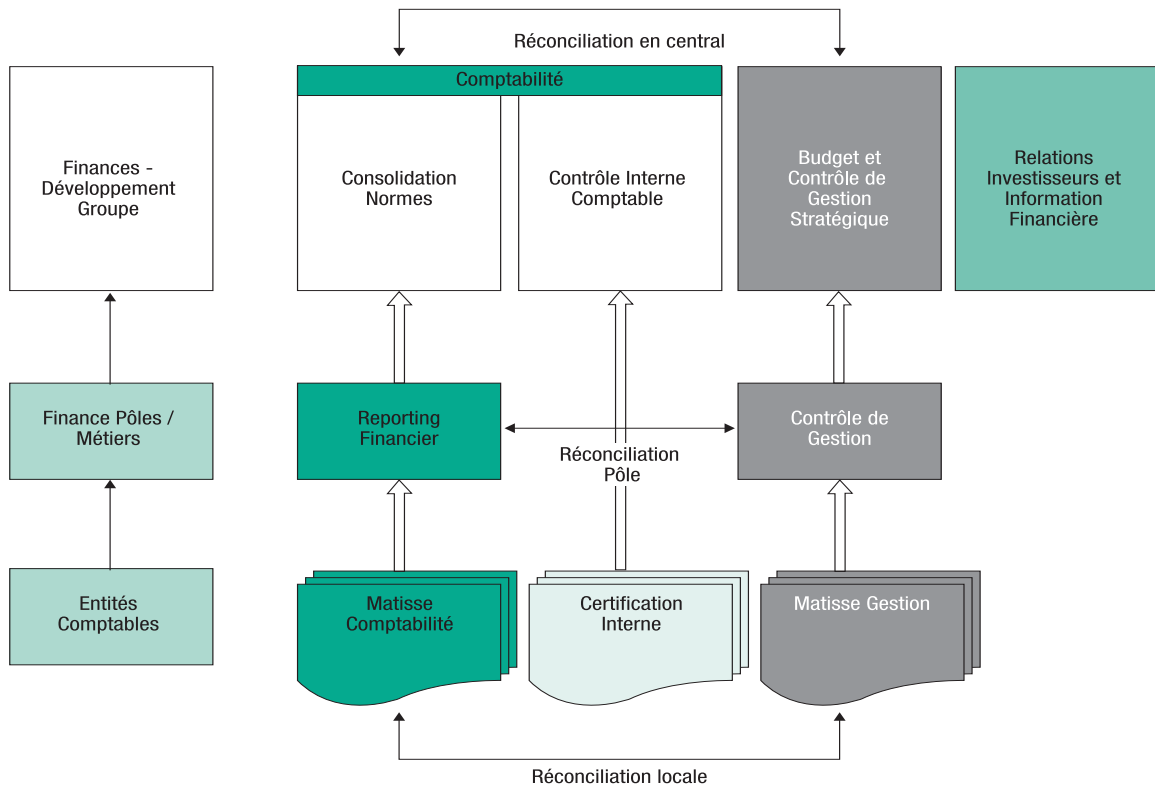 Réconciliation en central
Comptabilité
Finances -
Développement
Groupe
Consolidation
Normes
Contrôle Interne
Comptable
Budget et
Contrôle de
Gestion
Stratégique
Relations
Investisseurs et
Information
Financière
Finance Pôles /
Métiers
Reporting
Financier
Réconciliation
Pôle
Contrôle de
Gestion
Entités
Comptables
Matisse
Comptabilité
Certification
Interne
Matisse Gestion
Réconciliation locale